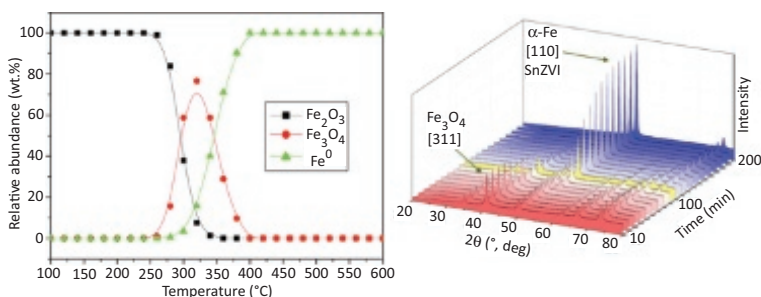 Relative abundance (wt.%)
100
80
60
40
20
0
Fe2O3
Fe3O4
Fe0
100 150 200 250 300 350 400 450 500 550 600
Temperature (°C)
α-Fe
[110]
SnZVI
Fe3O4
[311]
Intensity
200
100
10
Time (min)
20 30 40 50 60 70 80
2θ (°, deg)